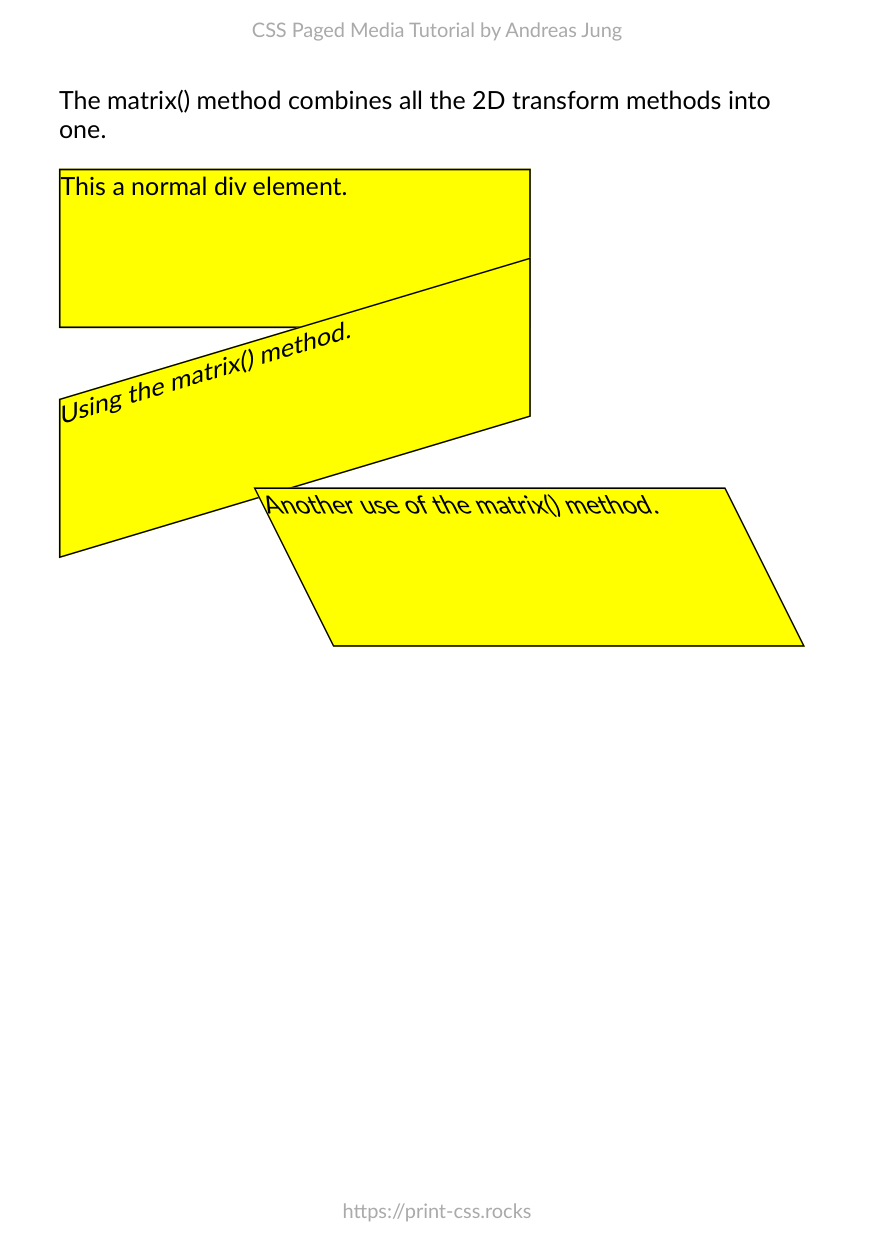 CSS Paged Media Tutorial by Andreas Jung
The matrix() method combines all the 2D transform methods into
one.
This a normal div element.
Using the matrix() method.
Another use of the matrix() method.
https://print-css.rocks